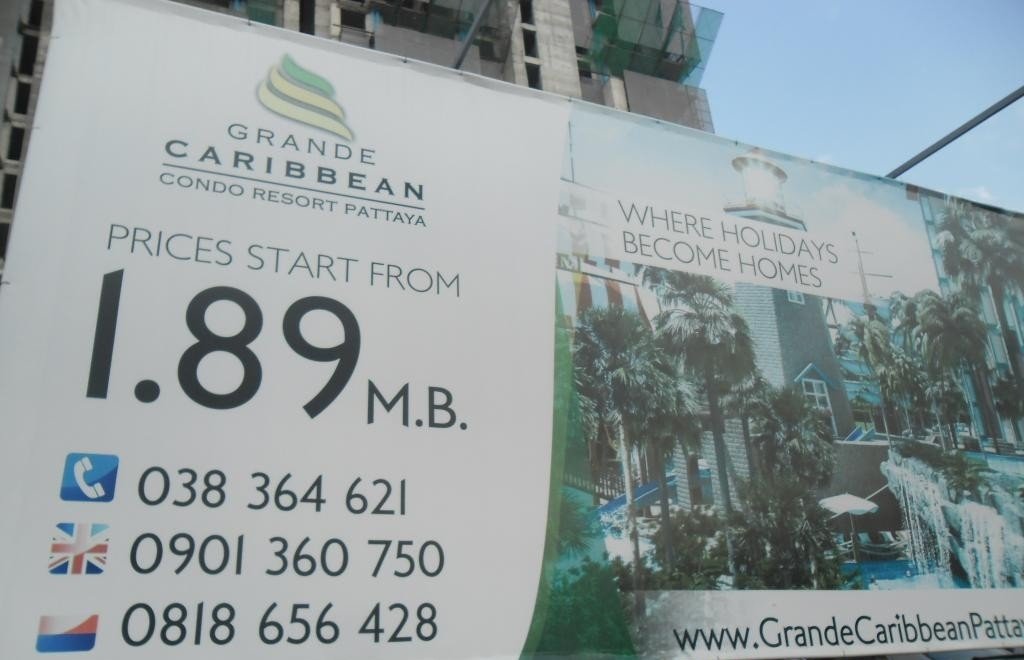 GRANDE
CARIBBEAN
CONDO RESORT PATTAYA
PRICES START FROM
1.89 M.B.
038 364 621
0901 360 750
0818 656 428
WHERE HOLIDAYS
BECOME HOMES
www.GrandeCaribbeanPatta